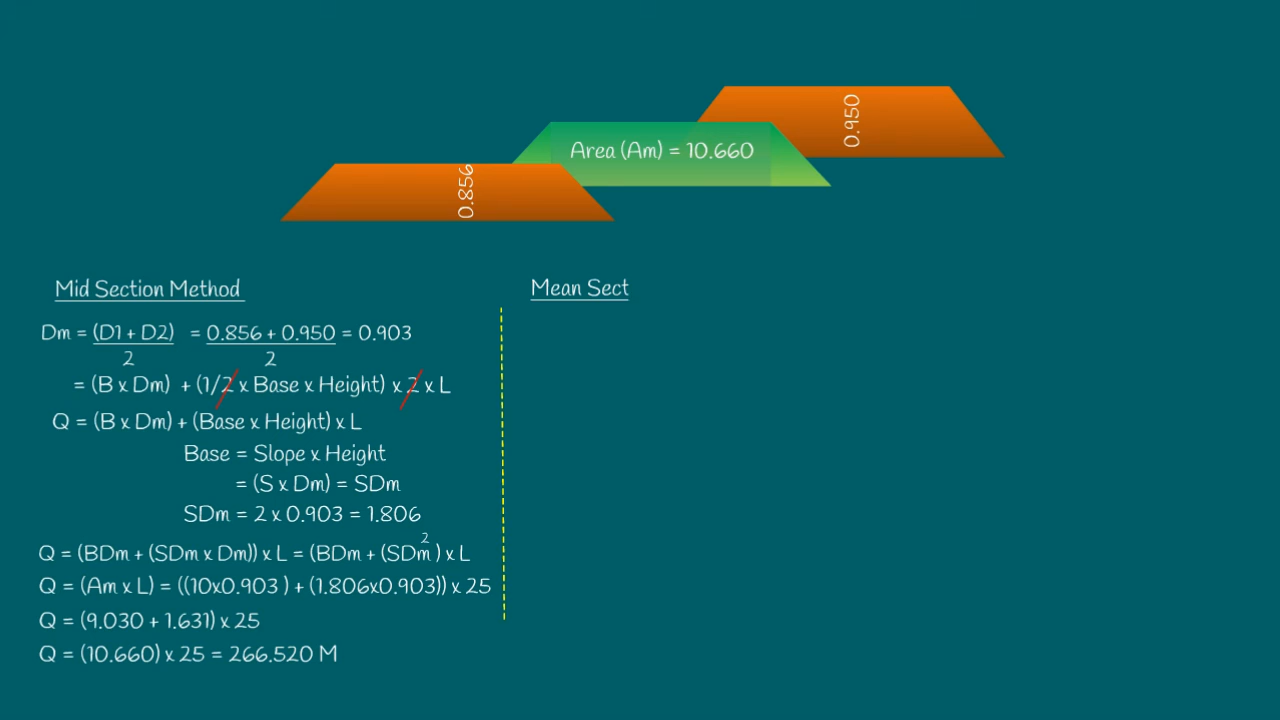 0.950
Area (Am) = 10.660
0.856
Mid Section Method
Mean Sect
Dm = (D1 + D2) = 0.856 + 0.950 = 0.903
2 2
= (B x Dm) + (1/2 x Base x Height) x 2 x L
Q = (B x Dm) + (Base x Height) x L
Base = Slope x Height
= (S x Dm) = SDm
SDm = 2 x 0.903 = 1.806
Q = (BDm + (SDm x Dm)) x L = (BDm + (SDm²) x L
Q = (Am x L) = ((10x0.903 ) + (1.806x0.903)) x 25
Q = (9.030 + 1.631) x 25
Q = (10.660) x 25 = 266.520 M